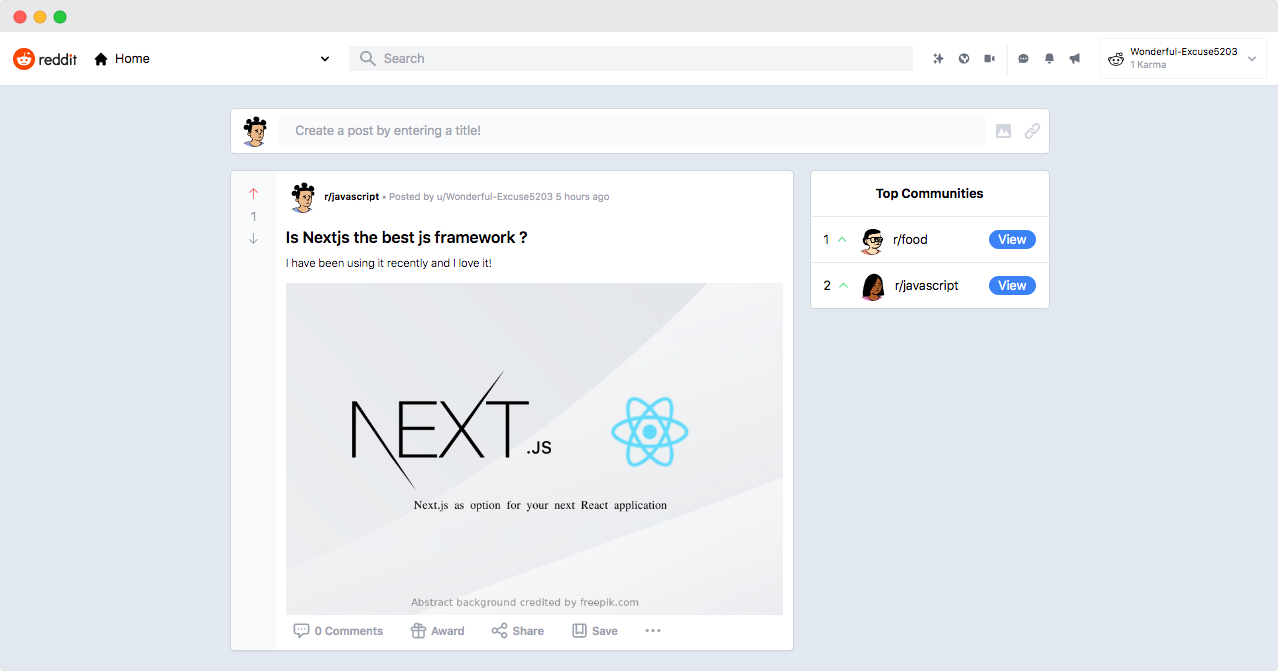 reddit Home Search Wonderful-Excuse5203
1 Karma
Create a post by entering a title!
1
r/javascript • Posted by u/Wonderful-Excuse5203 5 hours ago
Is Nextjs the best js framework ?
I have been using it recently and I love it!
NEXT.JS
Next.js as option for your next React application
Abstract background credited by freepik.com
0 Comments Award Share Save
Top Communities
1 r/food View
2 r/javascript View